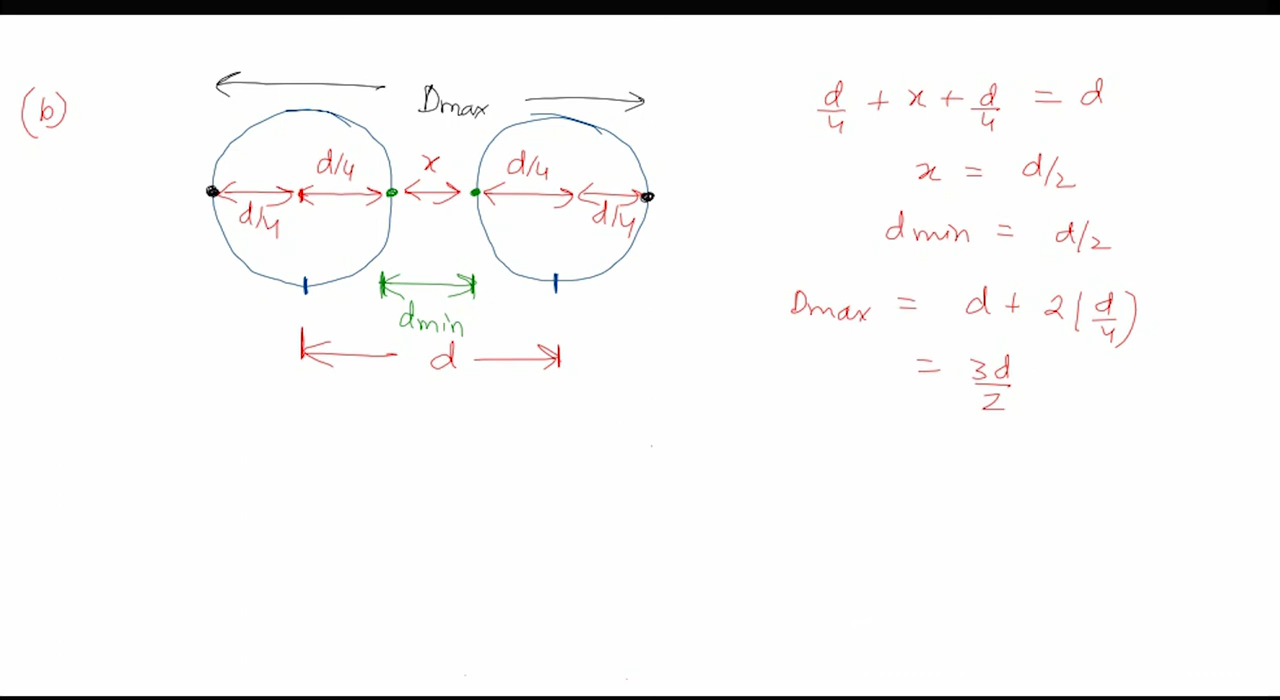 (b)
Dmax
d/4 x d/4
d/4 d/4
dmin
d
d/4 + x + d/4 = d
x = d/2
dmin = d/2
Dmax = d + 2(d/4)
= 3d/2